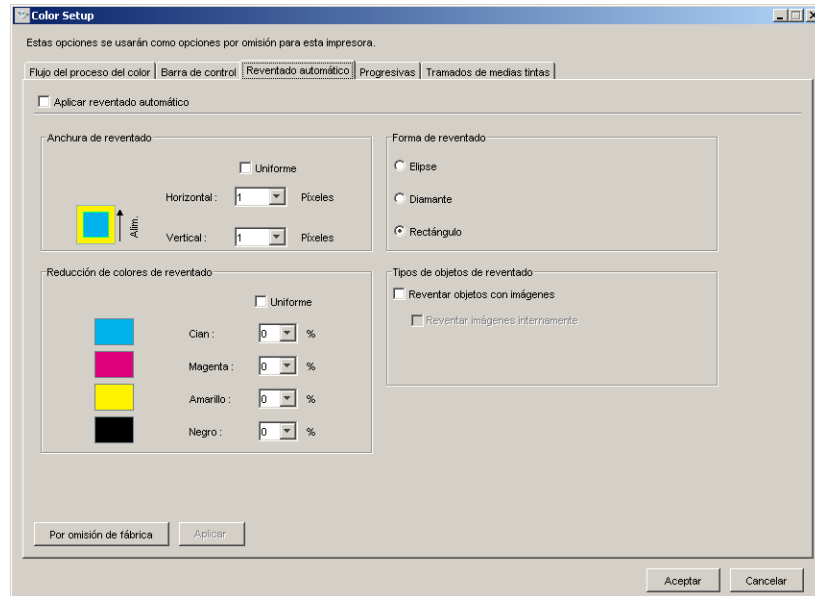 Color Setup
Estas opciones se usarán como opciones por omisión para esta impresora.
Flujo del proceso del color Barra de control Reventado automático Progresivas Tramados de medias tintas
Aplicar reventado automático
Anchura de reventado
Uniforme
Horizontal : 1 Píxeles
Alim.
Vertical : 1 Píxeles
Forma de reventado
Elipse
Diamante
Rectángulo
Reducción de colores de reventado
Uniforme
Cian : 0 %
Magenta : 0 %
Amarillo : 0 %
Negro : 0 %
Tipos de objetos de reventado
Reventar objetos con imágenes
Reventar imágenes internamente
Por omisión de fábrica Aplicar
Aceptar Cancelar